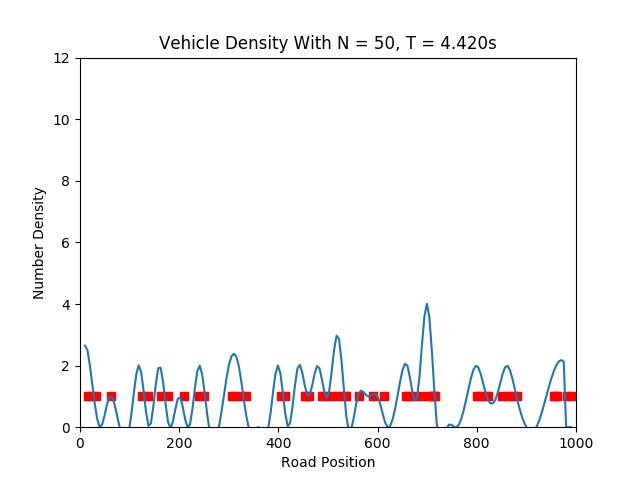 Vehicle Density With N = 50, T = 4.420s
12
10
8
6
4
2
0
Number Density
0 200 400 600 800 1000
Road Position